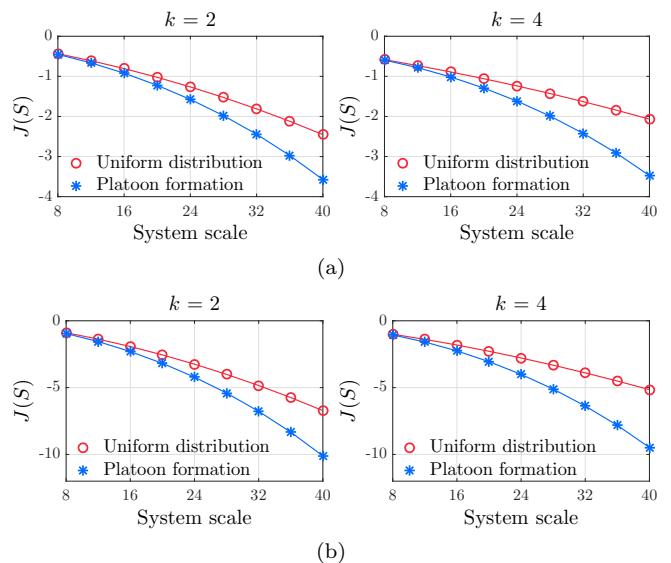 k = 2
J(S)
0
-1
-2
-3
-4
8
16
24
32
40
Uniform distribution
Platoon formation
System scale
k = 4
J(S)
0
-1
-2
-3
-4
8
16
24
32
40
Uniform distribution
Platoon formation
System scale
(a)
k = 2
J(S)
0
-5
-10
8
16
24
32
40
Uniform distribution
Platoon formation
System scale
k = 4
J(S)
0
-5
-10
8
16
24
32
40
Uniform distribution
Platoon formation
System scale
(b)